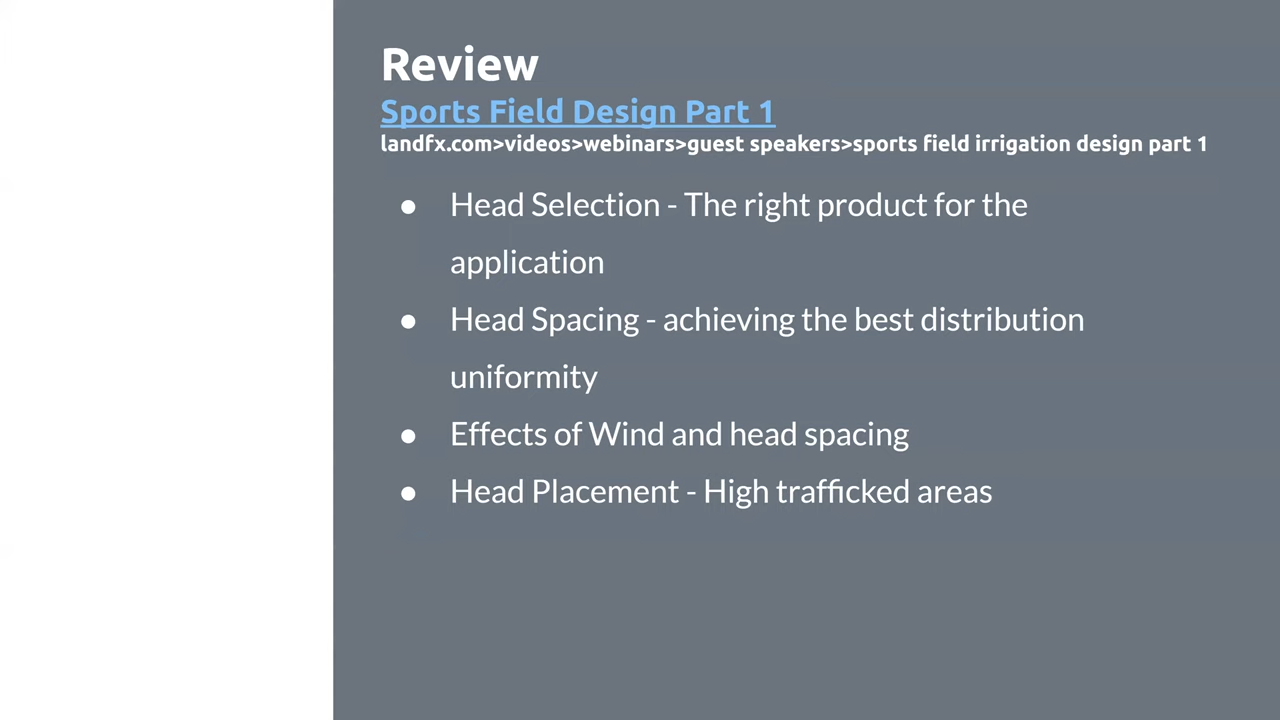 Review
Sports Field Design Part 1
landfx.com>videos>webinars>guest speakers>sports field irrigation design part 1
● Head Selection - The right product for the
application
● Head Spacing - achieving the best distribution
uniformity
● Effects of Wind and head spacing
● Head Placement - High trafficked areas